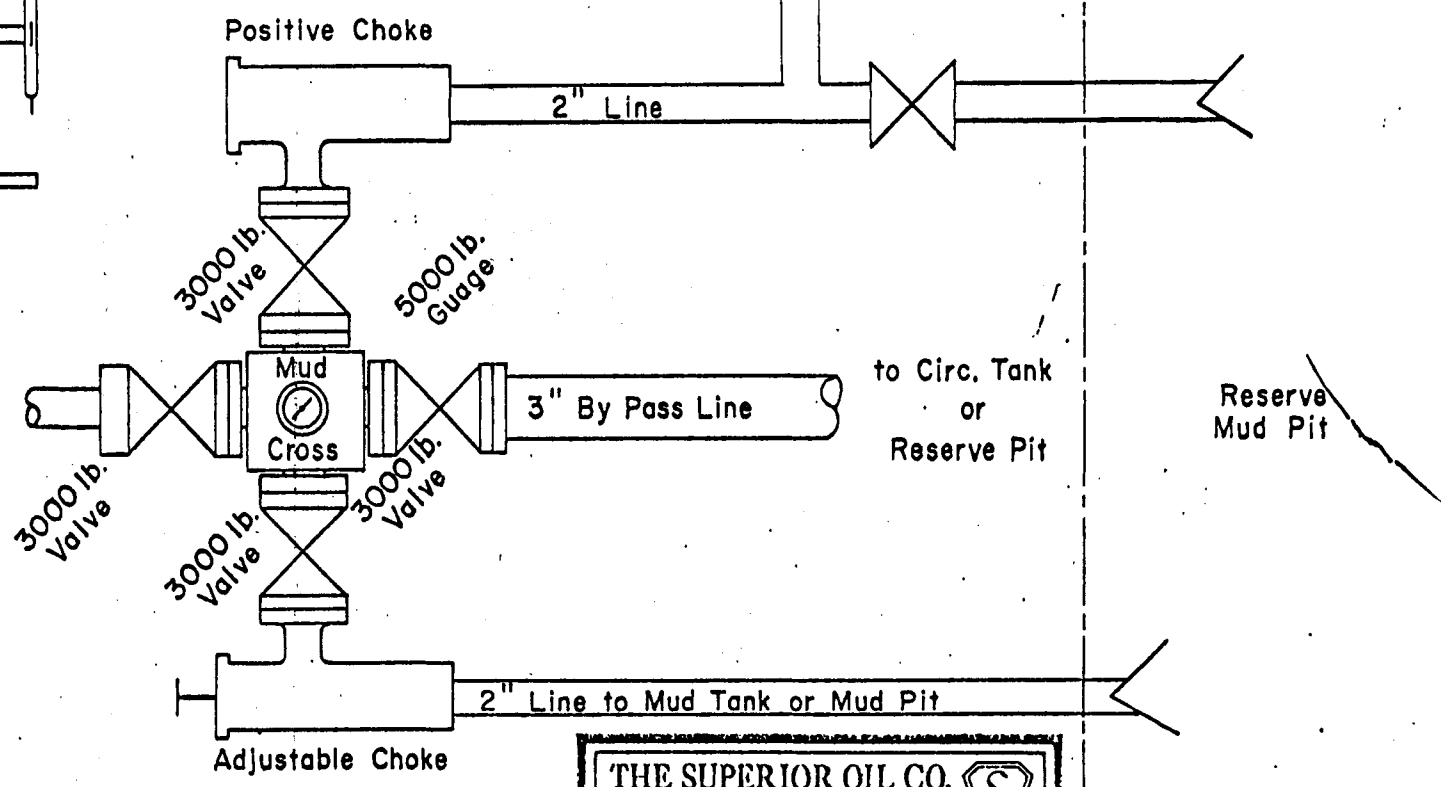 Positive Choke
2" Line
3000 lb.
Valve
5000 lb.
Guage
Mud
Cross
3" By Pass Line
to Circ. Tank
or
Reserve Pit
Reserve
Mud Pit
3000 lb.
Valve
3000 lb.
Valve
3000 lb.
Valve
2" Line to Mud Tank or Mud Pit
Adjustable Choke
THE SUPERIOR OIL CO.
S